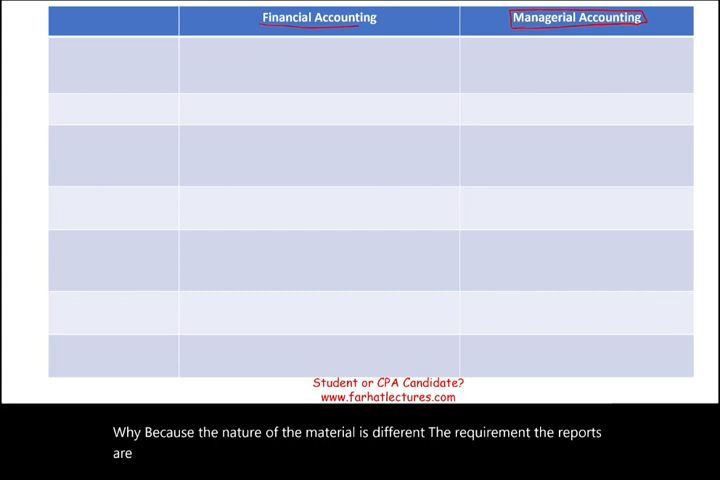 Financial Accounting
Managerial Accounting
Student or CPA Candidate?
www.farhatlectures.com
Why Because the nature of the material is different The requirement the reports
are